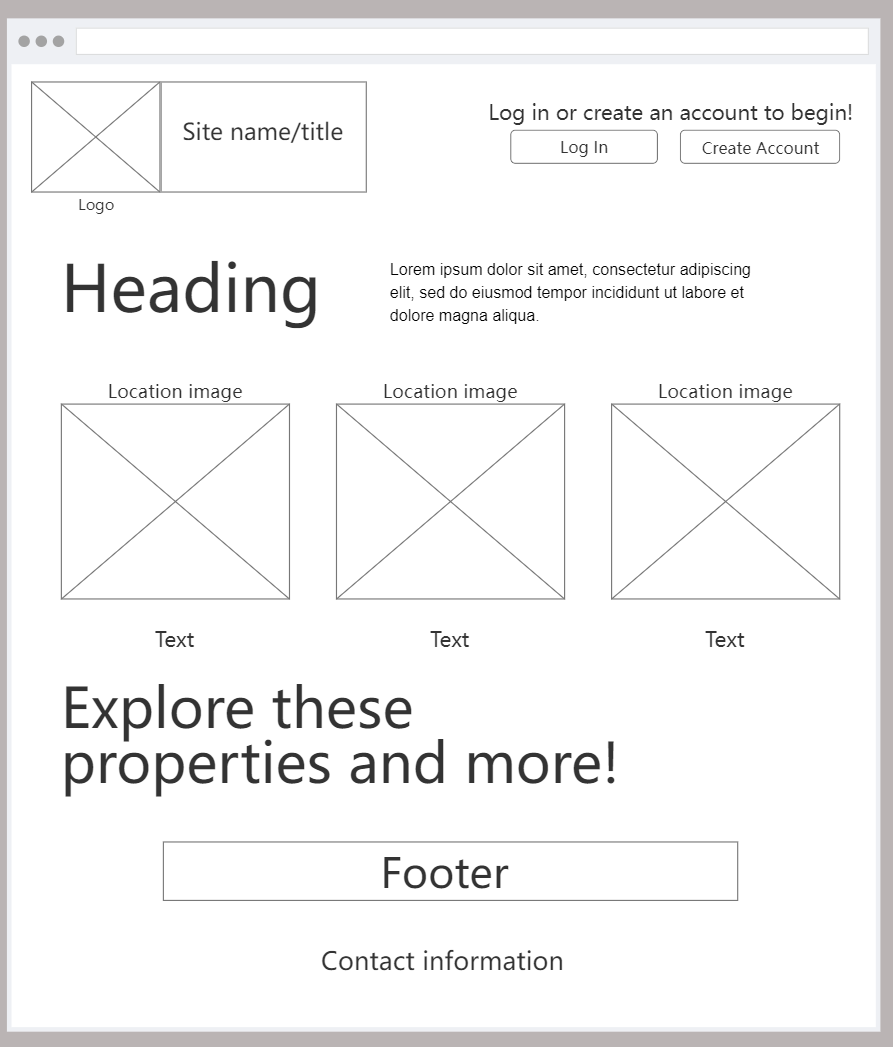 Site name/title
Logo
Log in or create an account to begin!
Log In
Create Account
Heading
Lorem ipsum dolor sit amet, consectetur adipiscing
elit, sed do eiusmod tempor incididunt ut labore et
dolore magna aliqua.
Location image
Location image
Location image
Text
Text
Text
Explore these
properties and more!
Footer
Contact information